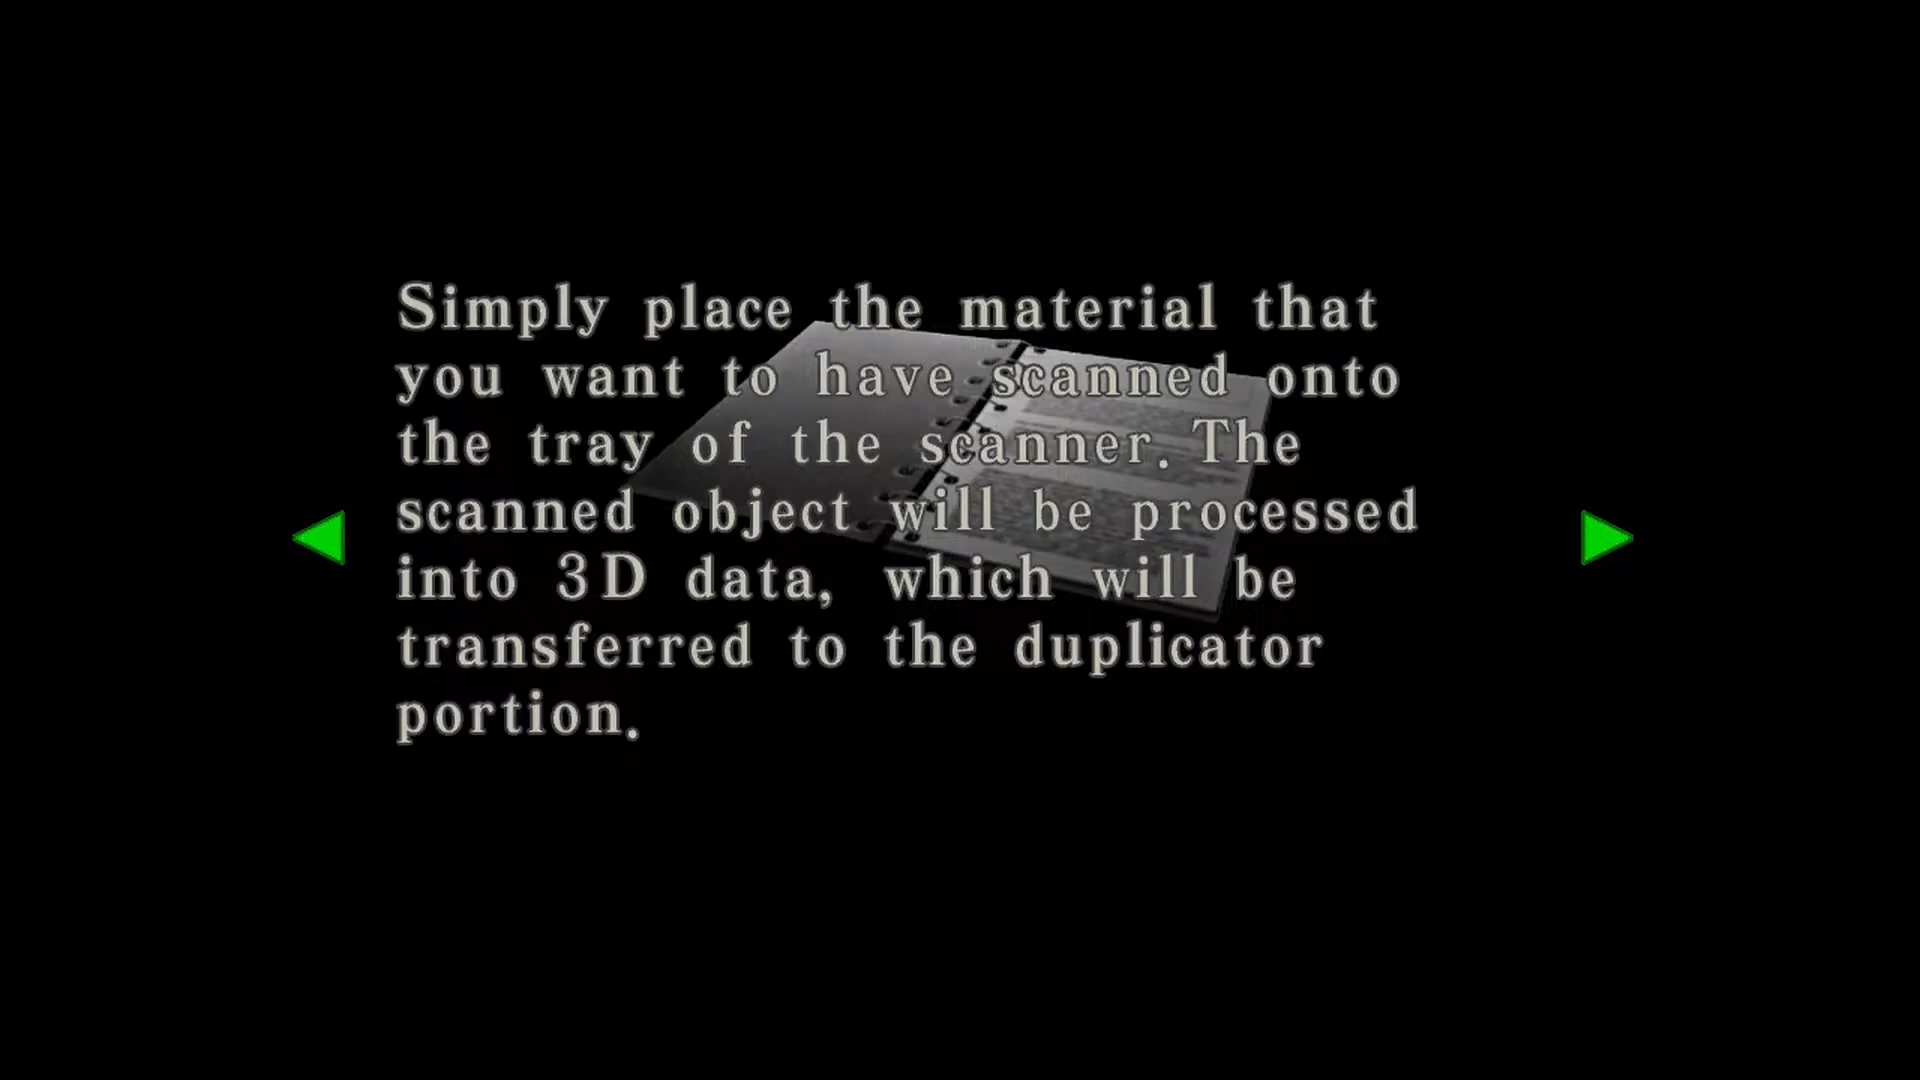 Simply place the material that
you want to have scanned onto
the tray of the scanner. The
scanned object will be processed
into 3D data, which will be
transferred to the duplicator
portion.